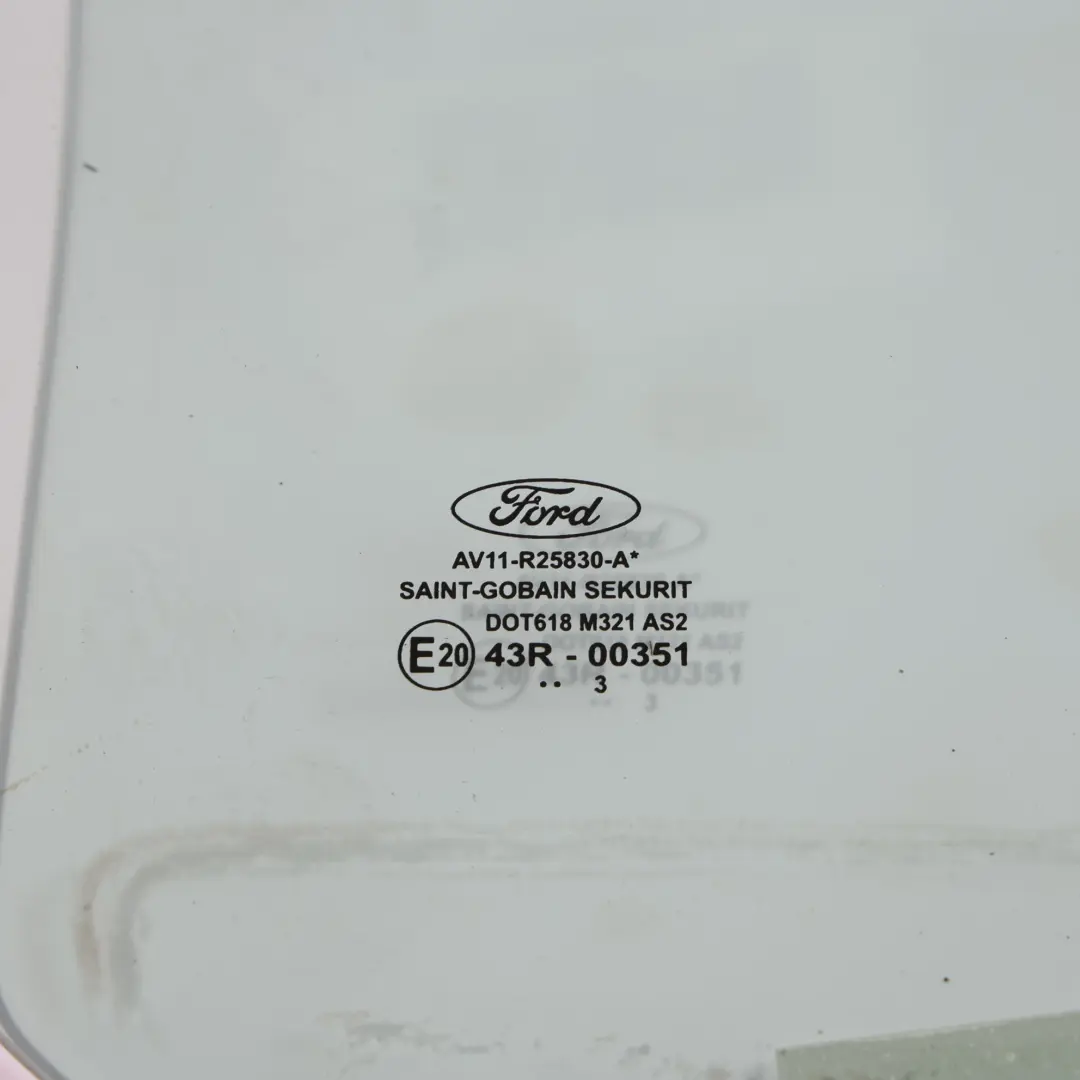 Ford
AV11-R25830-A*
SAINT-GOBAIN SEKURIT
DOT618 M321 AS2
E20 43R - 00351
•• 3